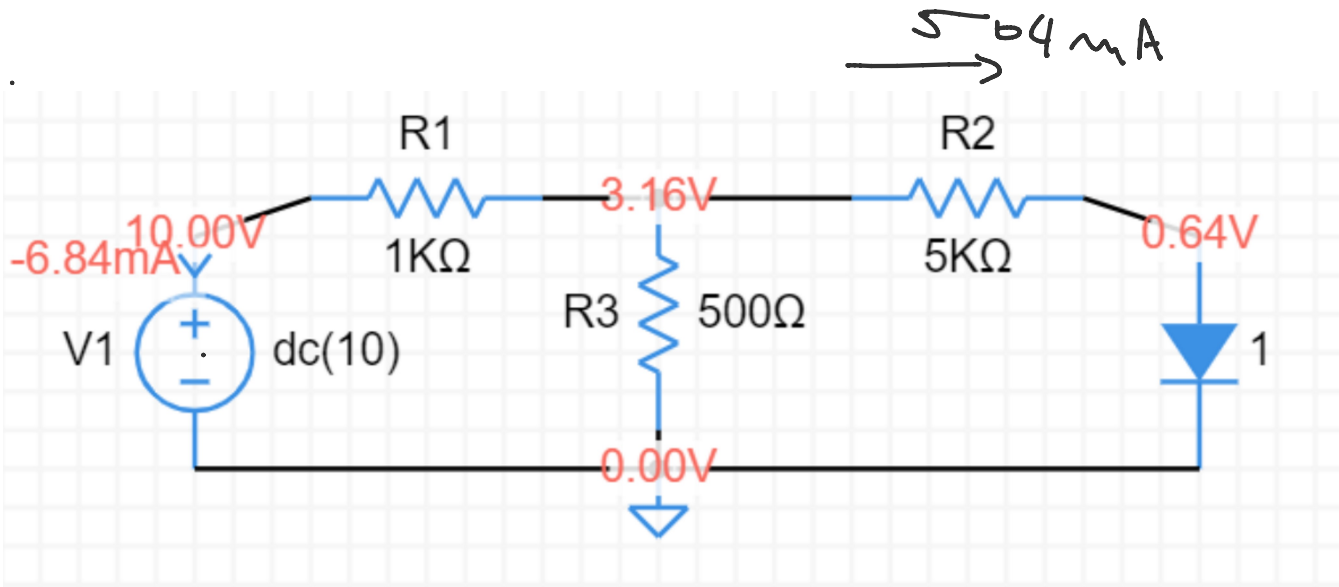 504 mA
R1
R2
3.16V
10.00V
0.64V
-6.84mA
1KΩ
5KΩ
R3
500Ω
V1
dc(10)
1
0.00V